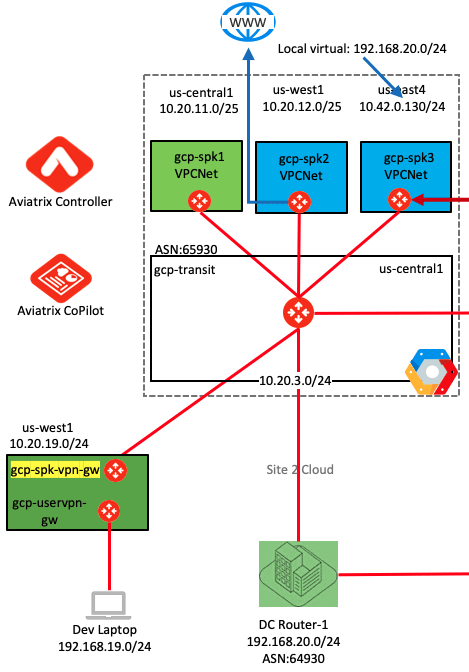 WWW
Local virtual: 192.168.20.0/24
us-central1
10.20.11.0/25
us-west1
10.20.12.0/25
us-east4
10.42.0.130/24
gcp-spk1
VPCNet
gcp-spk2
VPCNet
gcp-spk3
VPCNet
Aviatrix Controller
ASN:65930
gcp-transit
us-central1
Aviatrix CoPilot
10.20.3.0/24
us-west1
10.20.19.0/24
gcp-spk-vpn-gw
gcp-uservpn-
gw
Site 2 Cloud
Dev Laptop
192.168.19.0/24
DC Router-1
192.168.20.0/24
ASN:64930